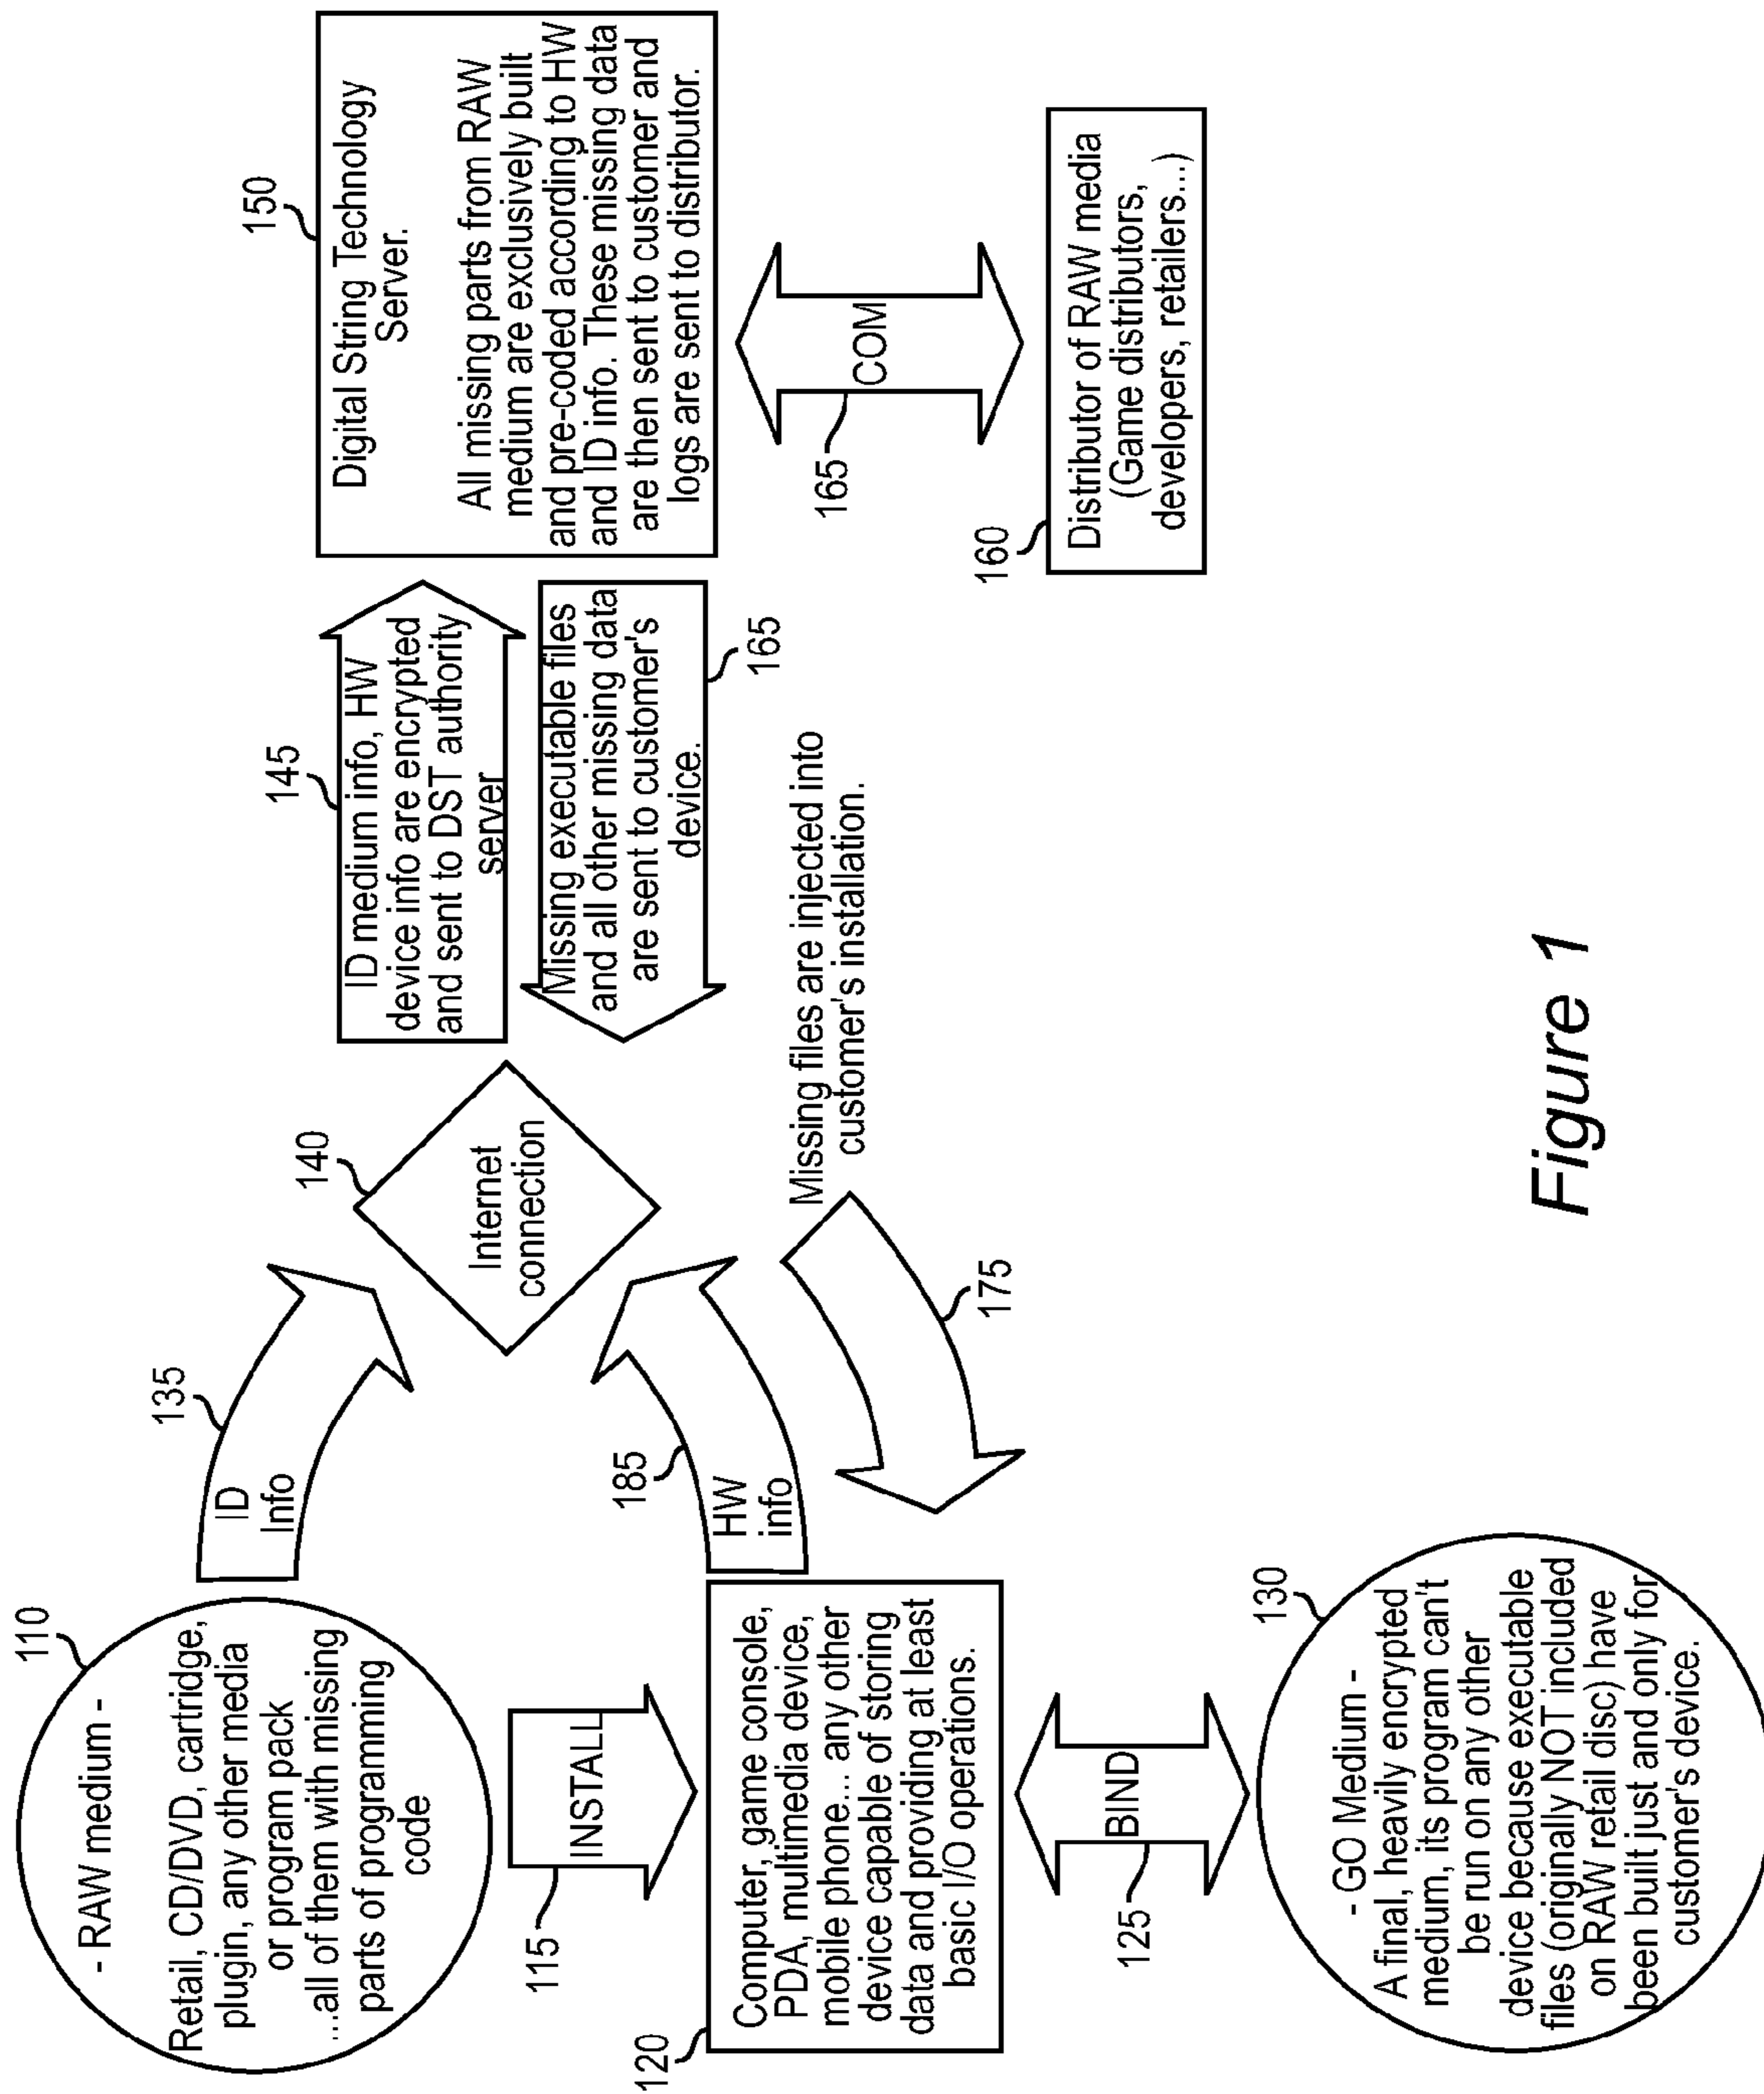 110
- RAW medium -
Retail, CD/DVD, cartridge,
plugin, any other media
or program pack
...all of them with missing
parts of programming
code
135
ID
Info
140
Internet
connection
145
ID medium info, HW
device info are encrypted
and sent to DST authority
server
150
Digital String Technology
Server.
All missing parts from RAW
medium are exclusively built
and pre-coded according to HW
and ID info. These missing data
are then sent to customer and
logs are sent to distributor.
Missing executable files
and all other missing data
are sent to customer's
device.
165
115
INSTALL
185
HW
info
Missing files are injected into
customer's installation.
175
165
COM
120
Computer, game console,
PDA, multimedia device,
mobile phone... any other
device capable of storing
data and providing at least
basic I/O operations.
160
Distributor of RAW media
(Game distributors,
developers, retailers...)
125
BIND
130
- GO Medium -
A final, heavily encrypted
medium, its program can't
be run on any other
device because executable
files (originally NOT included
on RAW retail disc) have
been built just and only for
customer's device.
Figure 1